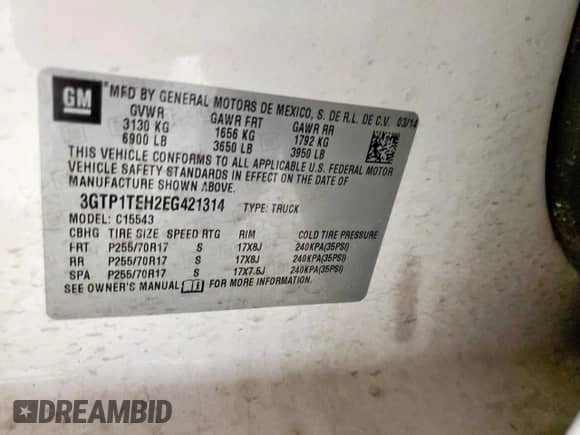 GM
*MFD BY GENERAL MOTORS DE MEXICO, S. DE R.L. DE C.V. 03/14
GVWR GAWR FRT GAWR RR
3130 KG 1656 KG 1792 KG
6900 LB 3650 LB 3950 LB
THIS VEHICLE CONFORMS TO ALL APPLICABLE U.S. FEDERAL MOTOR
VEHICLE SAFETY STANDARDS IN EFFECT ON THE DATE OF
MANUFACTURE SHOWN ABOVE.
3GTP1TEH2EG421314 TYPE: TRUCK
MODEL: C15543
CBHG TIRE SIZE SPEED RTG RIM COLD TIRE PRESSURE
FRT P255/70R17 S 17X8J 240KPA(35PSI)
RR P255/70R17 S 17X8J 240KPA(35PSI)
SPA P255/70R17 S 17X7.5J 240KPA(35PSI)
SEE OWNER'S MANUAL FOR MORE INFORMATION.
DREAMBID